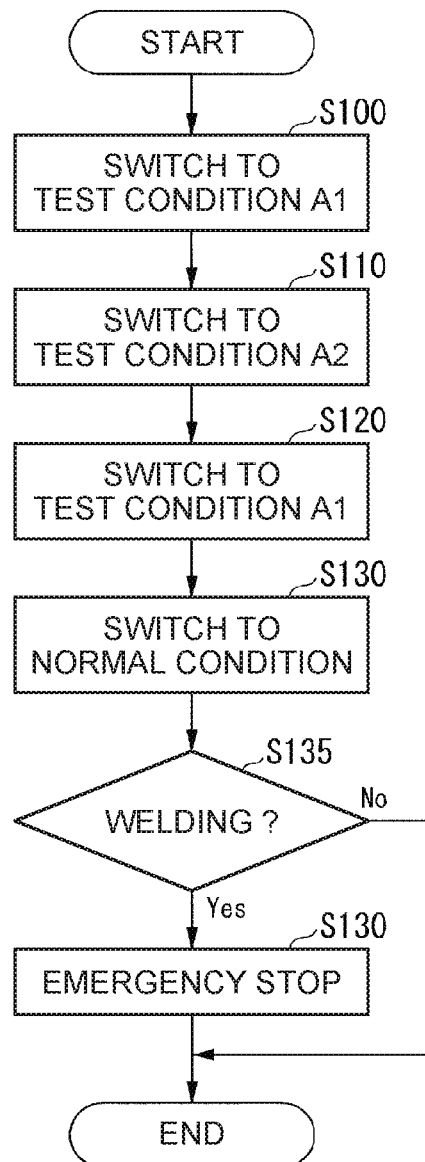 START
S100
SWITCH TO
TEST CONDITION A1
S110
SWITCH TO
TEST CONDITION A2
S120
SWITCH TO
TEST CONDITION A1
S130
SWITCH TO
NORMAL CONDITION
S135
WELDING ?
No
Yes
S130
EMERGENCY STOP
END